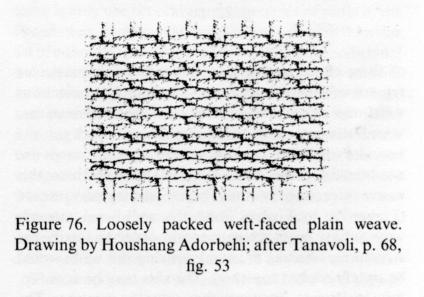 Figure 76. Loosely packed weft-faced plain weave.
Drawing by Houshang Adorbehi; after Tanavoli, p. 68,
fig. 53